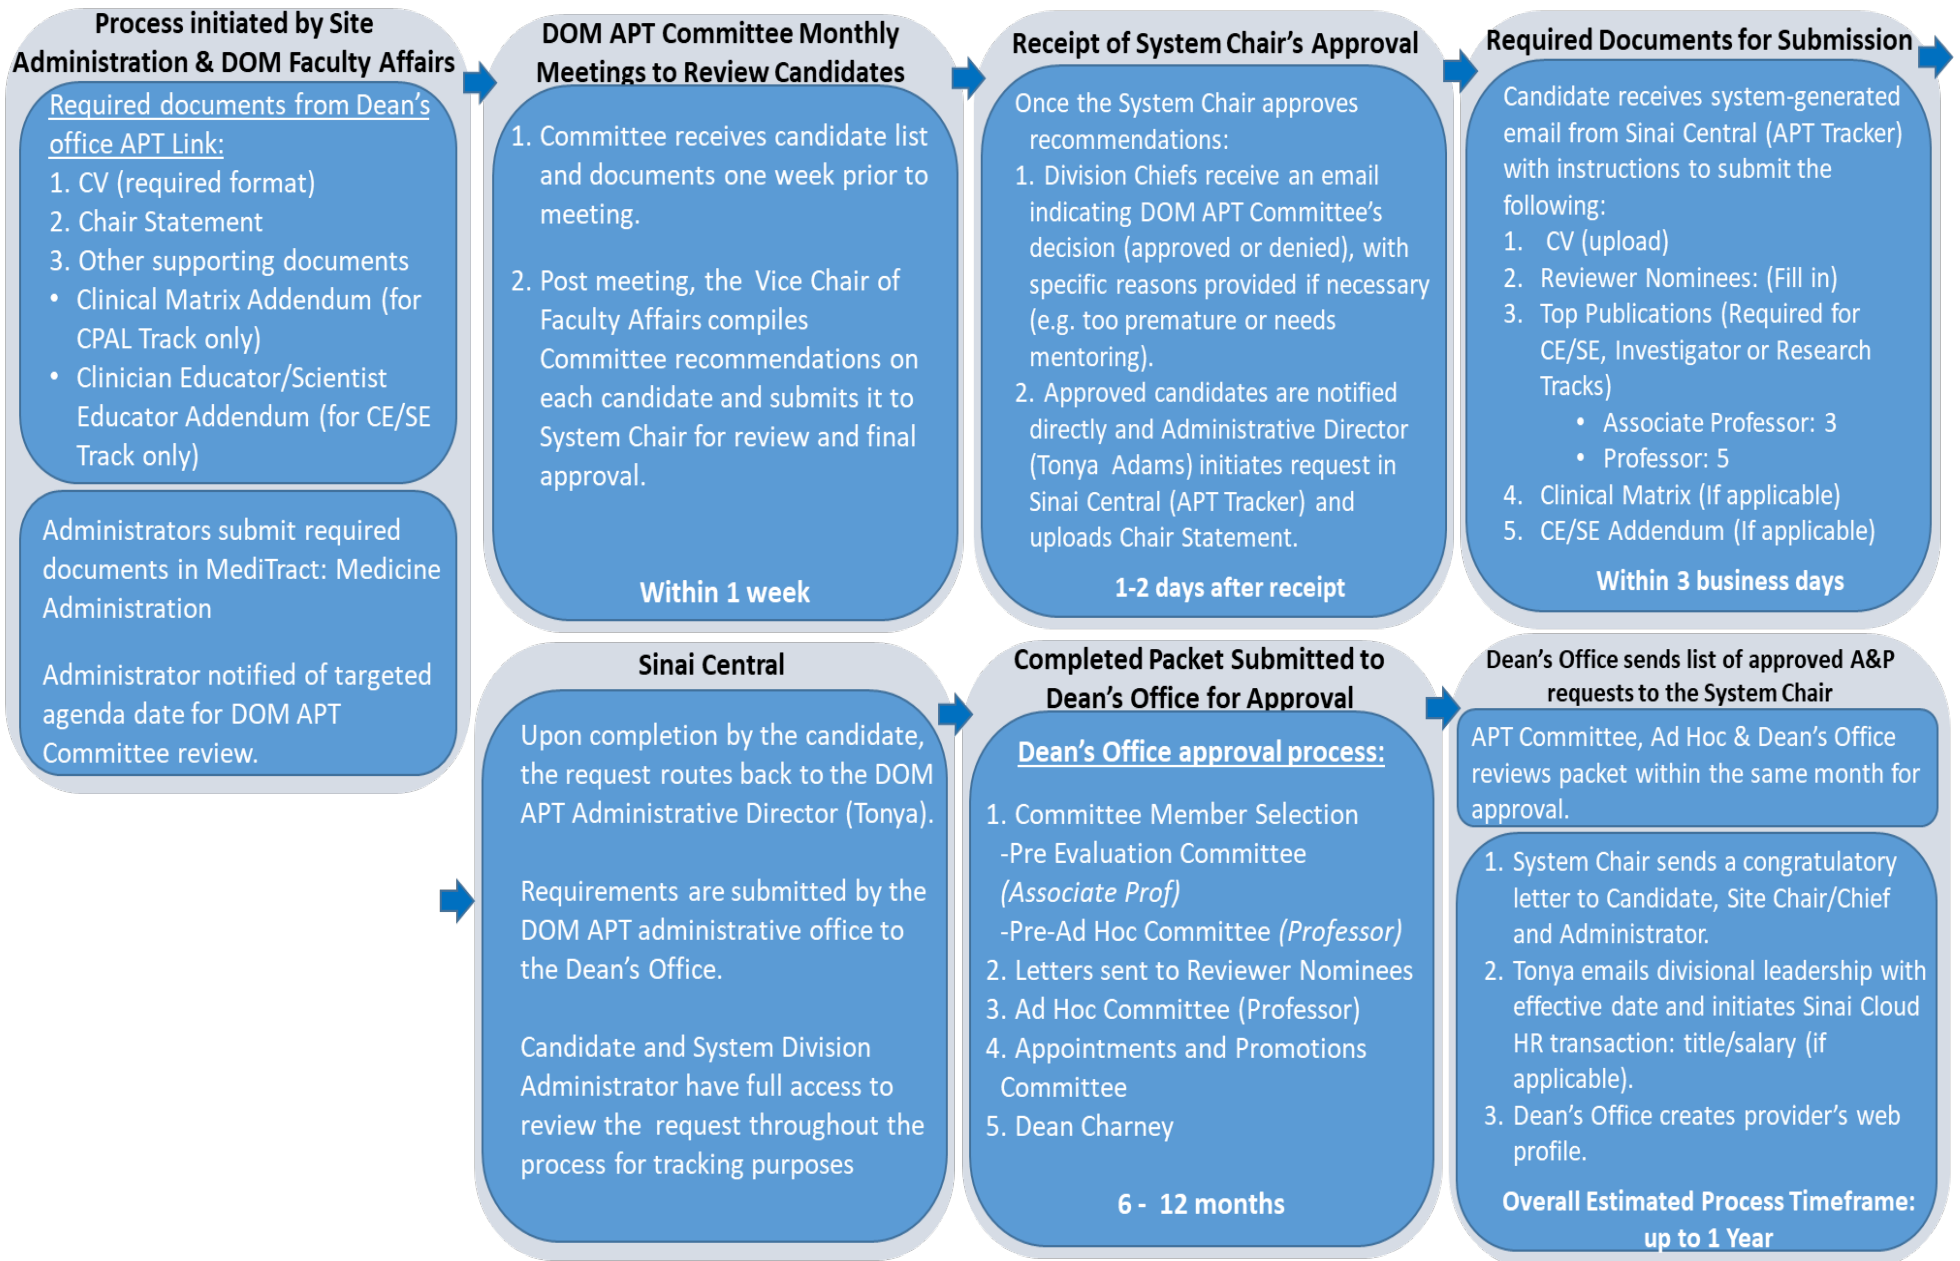 Process initiated by Site
Administration & DOM Faculty Affairs
Required documents from Dean's
office APT Link:
1. CV (required format)
2. Chair Statement
3. Other supporting documents
• Clinical Matrix Addendum (for
CPAL Track only)
• Clinician Educator/Scientist
Educator Addendum (for CE/SE
Track only)
Administrators submit required
documents in MediTract: Medicine
Administration
Administrator notified of targeted
agenda date for DOM APT
Committee review.
DOM APT Committee Monthly
Meetings to Review Candidates
1. Committee receives candidate list
and documents one week prior to
meeting.
2. Post meeting, the Vice Chair of
Faculty Affairs compiles
Committee recommendations on
each candidate and submits it to
System Chair for review and final
approval.
Within 1 week
Receipt of System Chair's Approval
Once the System Chair approves
recommendations:
1. Division Chiefs receive an email
indicating DOM APT Committee's
decision (approved or denied), with
specific reasons provided if necessary
(e.g. too premature or needs
mentoring).
2. Approved candidates are notified
directly and Administrative Director
(Tonya Adams) initiates request in
Sinai Central (APT Tracker) and
uploads Chair Statement.
1-2 days after receipt
Required Documents for Submission
Candidate receives system-generated
email from Sinai Central (APT Tracker)
with instructions to submit the
following:
1. CV (upload)
2. Reviewer Nominees: (Fill in)
3. Top Publications (Required for
CE/SE, Investigator or Research
Tracks)
• Associate Professor: 3
• Professor: 5
4. Clinical Matrix (If applicable)
5. CE/SE Addendum (If applicable)
Within 3 business days
Sinai Central
Upon completion by the candidate,
the request routes back to the DOM
APT Administrative Director (Tonya).
Requirements are submitted by the
DOM APT administrative office to
the Dean's Office.
Candidate and System Division
Administrator have full access to
review the request throughout the
process for tracking purposes
Completed Packet Submitted to
Dean's Office for Approval
Dean's Office approval process:
1. Committee Member Selection
-Pre Evaluation Committee
(Associate Prof)
-Pre-Ad Hoc Committee (Professor)
2. Letters sent to Reviewer Nominees
3. Ad Hoc Committee (Professor)
4. Appointments and Promotions
Committee
5. Dean Charney
6 - 12 months
Dean's Office sends list of approved A&P
requests to the System Chair
APT Committee, Ad Hoc & Dean's Office
reviews packet within the same month for
approval.
1. System Chair sends a congratulatory
letter to Candidate, Site Chair/Chief
and Administrator.
2. Tonya emails divisional leadership with
effective date and initiates Sinai Cloud
HR transaction: title/salary (if
applicable).
3. Dean's Office creates provider's web
profile.
Overall Estimated Process Timeframe:
up to 1 Year